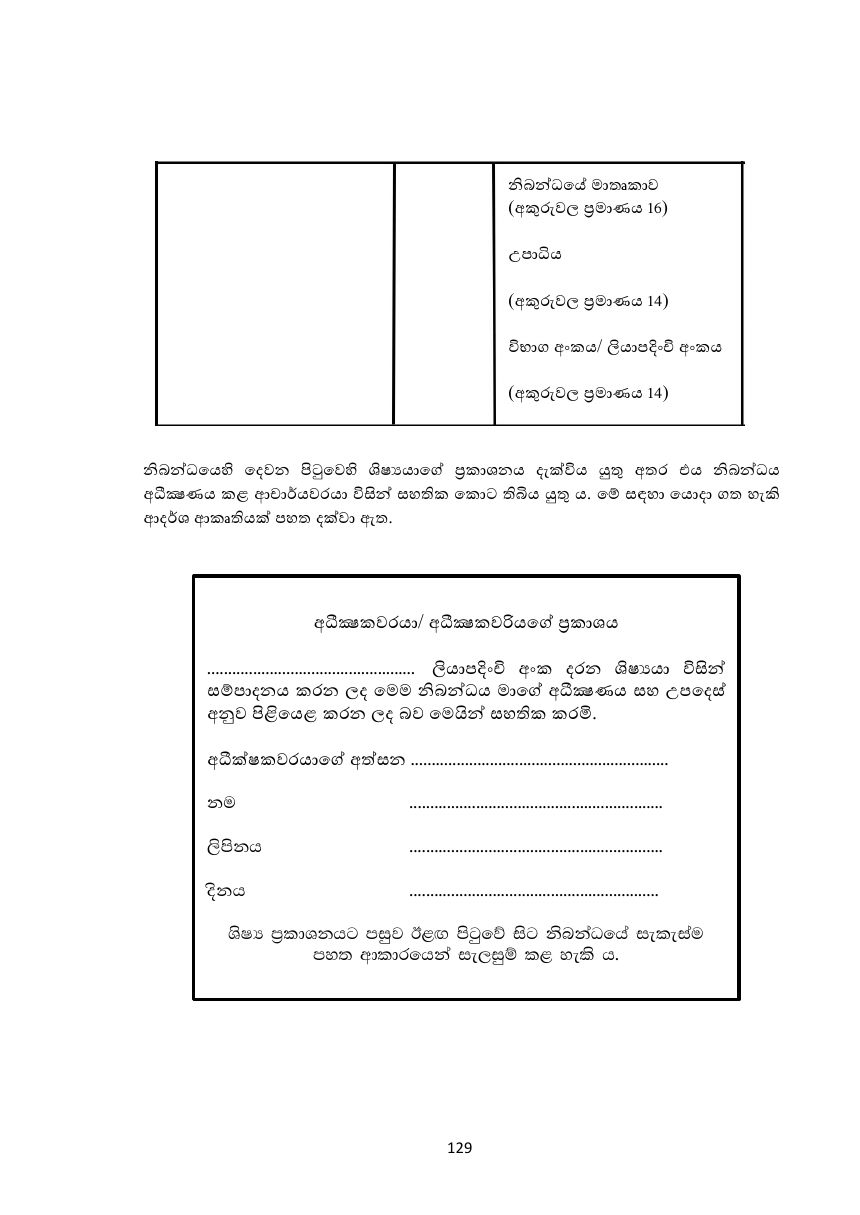 නිබන්ධයේ මාතෘකාව
(අකුරුවල ප්‍රමාණය 16)
උපාධිය
(අකුරුවල ප්‍රමාණය 14)
විභාග අංකය/ ලියාපදිංචි අංකය
(අකුරුවල ප්‍රමාණය 14)
නිබන්ධයෙහි දෙවන පිටුවෙහි ශිෂ්‍යයාගේ ප්‍රකාශනය දැක්විය යුතු අතර එය නිබන්ධය
අධීක්‍ෂණය කළ ආචාර්යවරයා විසින් සහතික කොට තිබිය යුතු ය. මේ සඳහා යොදා ගත හැකි
ආදර්ශ ආකෘතියක් පහත දක්වා ඇත.
අධීක්‍ෂකවරයා/ අධීක්‍ෂකවරියගේ ප්‍රකාශය
............................................. ලියාපදිංචි අංක දරන ශිෂ්‍යයා විසින්
සම්පාදනය කරන ලද මෙම නිබන්ධය මාගේ අධීක්‍ෂණය සහ උපදෙස්
අනුව පිළියෙළ කරන ලද බව මෙයින් සහතික කරමි.
අධීක්ෂකවරයාගේ අත්සන ..............................................................
නම .............................................................
ලිපිනය .............................................................
දිනය ............................................................
ශිෂ්‍ය ප්‍රකාශනයට පසුව ඊළඟ පිටුවේ සිට නිබන්ධයේ සැකැස්ම
පහත ආකාරයෙන් සැලසුම් කළ හැකි ය.
129